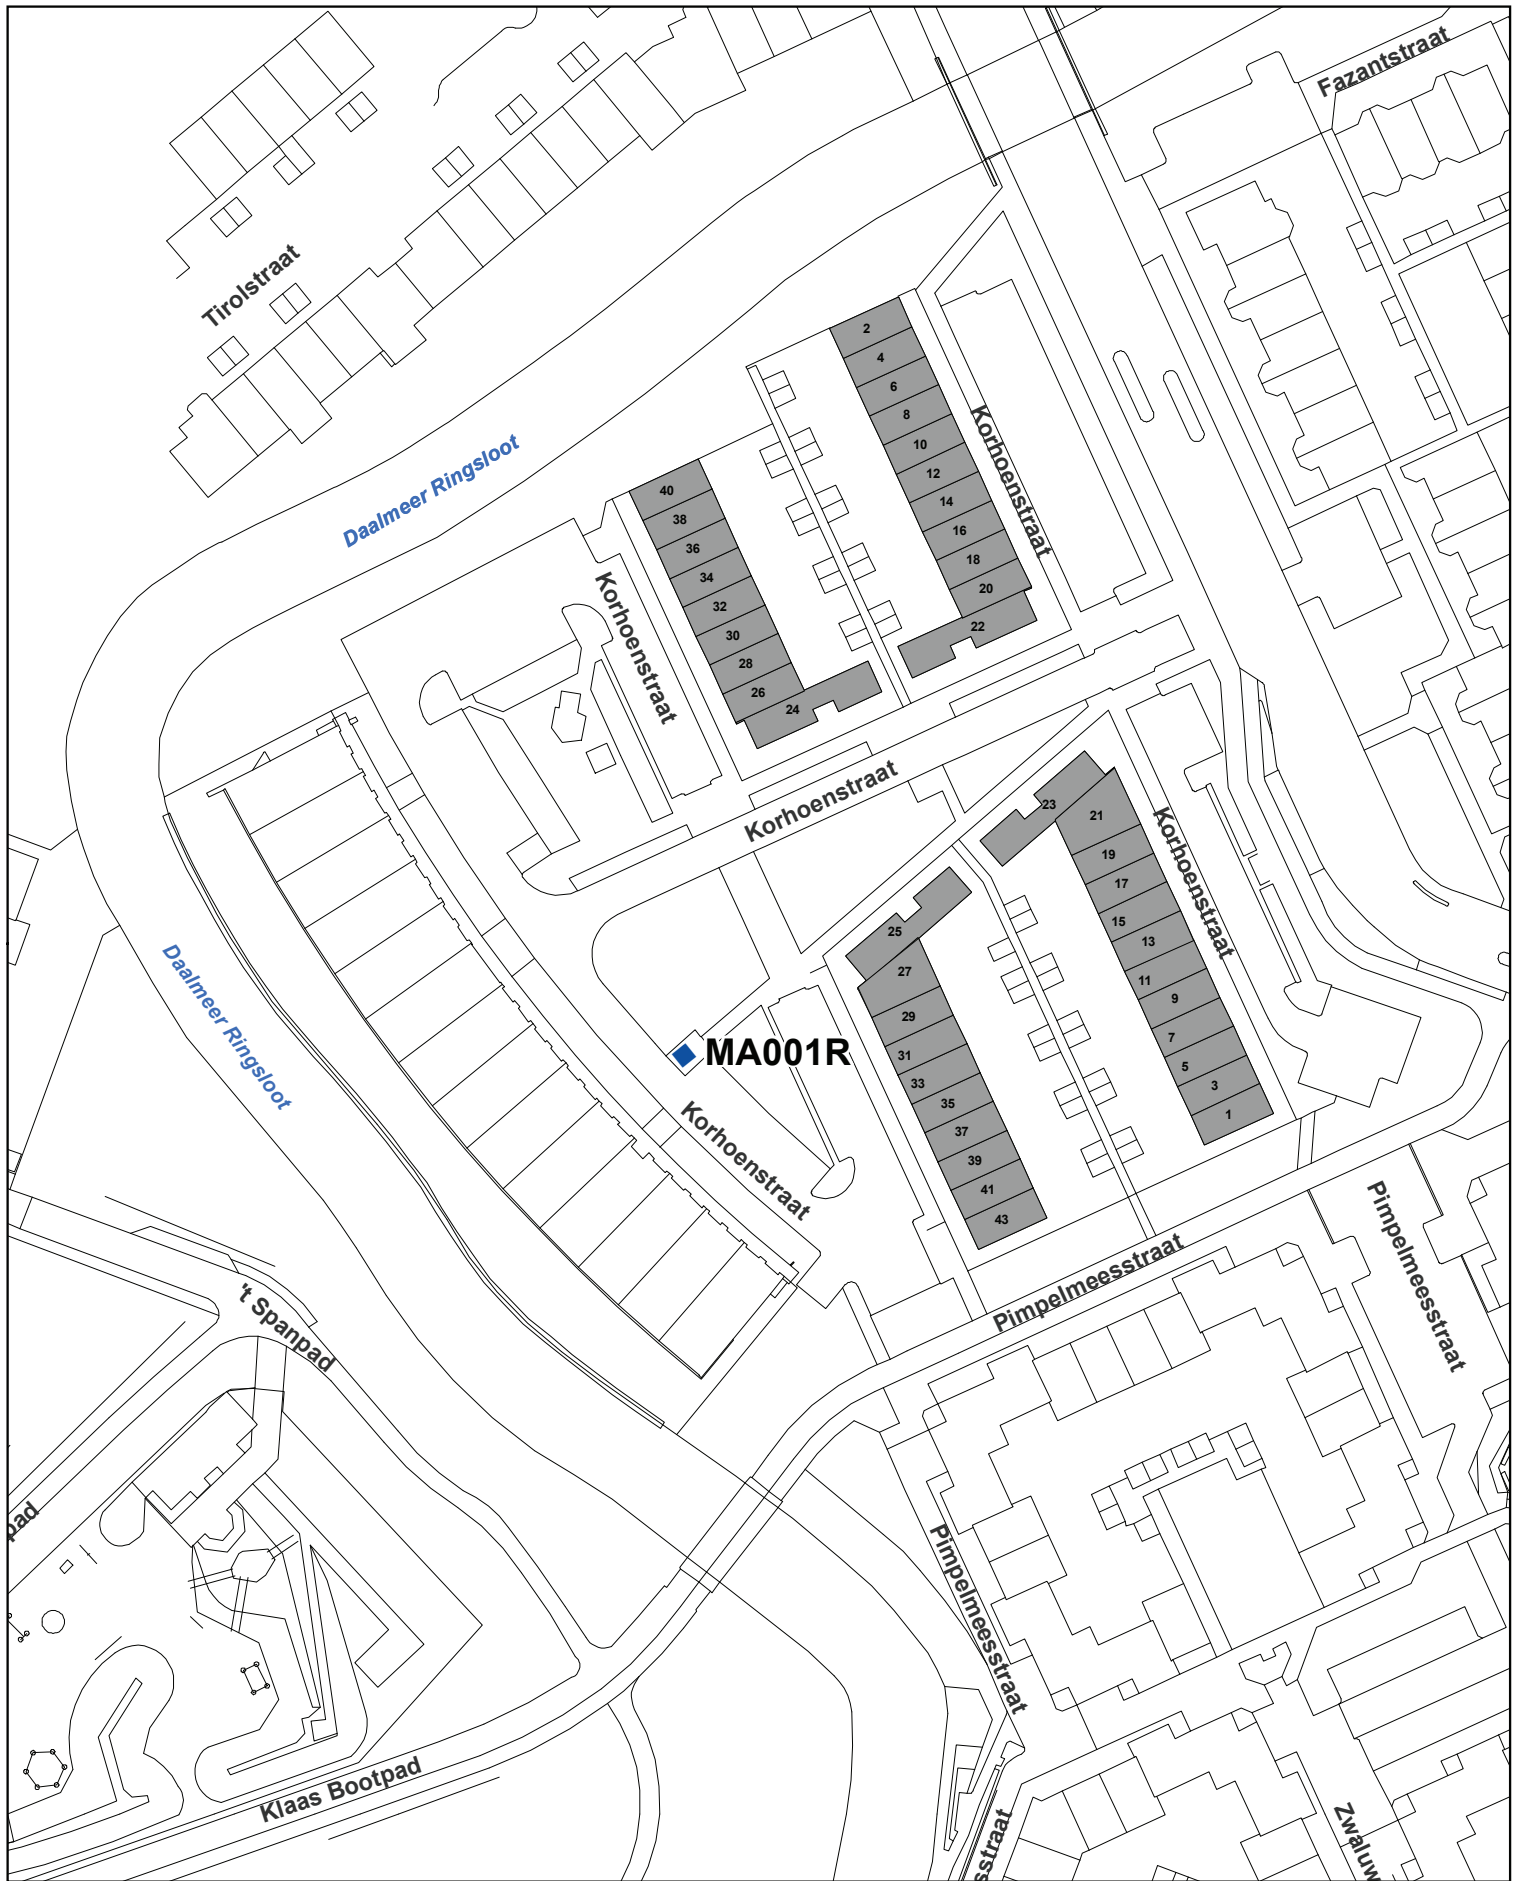 Fazantstraat
Tirolstraat
Daalmeer Ringsloot
Korhoenstraat
2
4
6
8
10
12
14
16
18
20
22
40
38
36
34
32
30
28
26
24
Korhoenstraat
Korhoenstraat
23
21
19
17
15
13
11
9
7
5
3
1
Korhoenstraat
25
27
29
31
33
35
37
39
41
43
MA001R
Korhoenstraat
Daalmeer Ringsloot
Pimpelmeesstraat
Pimpelmeesstraat
't Spanpad
pad
Pimpelmeesstraat
Klaas Bootpad
sstraat
Zwaluw